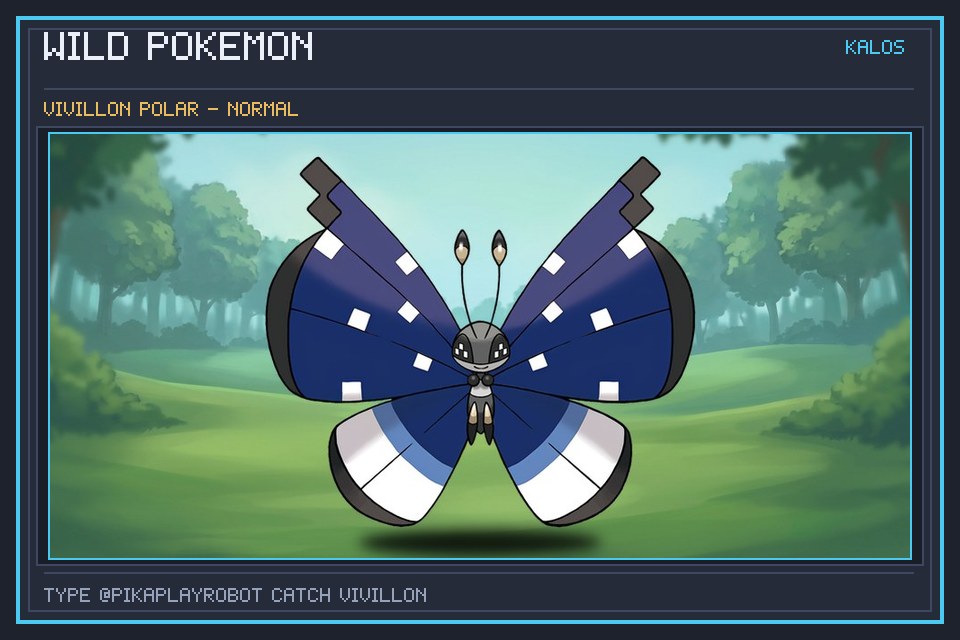 WILD POKEMON
KALOS
VIVILLON POLAR - NORMAL
TYPE @PIKAPLAYROBOT CATCH VIVILLON